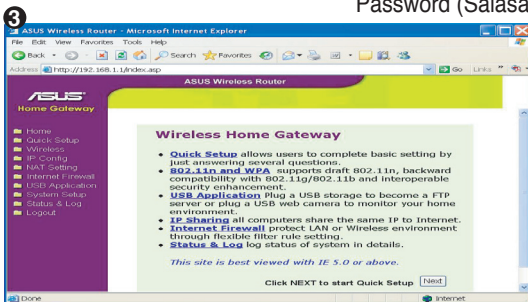 Password (Salasa
3
ASUS Wireless Router - Microsoft Internet Explorer
File Edit View Favorites Tools Help
Back Search Favorites
Address http://192.168.1.1/index.asp Go Links
ASUS Wireless Router
ASUS
Home Gateway
Home
Quick Setup
Wireless
IP Config
NAT Setting
Internet Firewall
USB Application
System Setup
Status & Log
Logout
Wireless Home Gateway
Quick Setup allows users to complete basic setting by
just answering several questions.
802.11n and WPA supports draft 802.11n, backward
compatibility with 802.11g/802.11b and interoperable
security enhancement.
USB Application Plug a USB storage to become a FTP
server or plug a USB web camera to monitor your home
environment.
IP Sharing all computers share the same IP to Internet.
Internet Firewall protect LAN or Wireless environment
through flexible filter rule setting.
Status & Log log status of system in details.
This site is best viewed with IE 5.0 or above.
Click NEXT to start Quick Setup Next
Done Internet